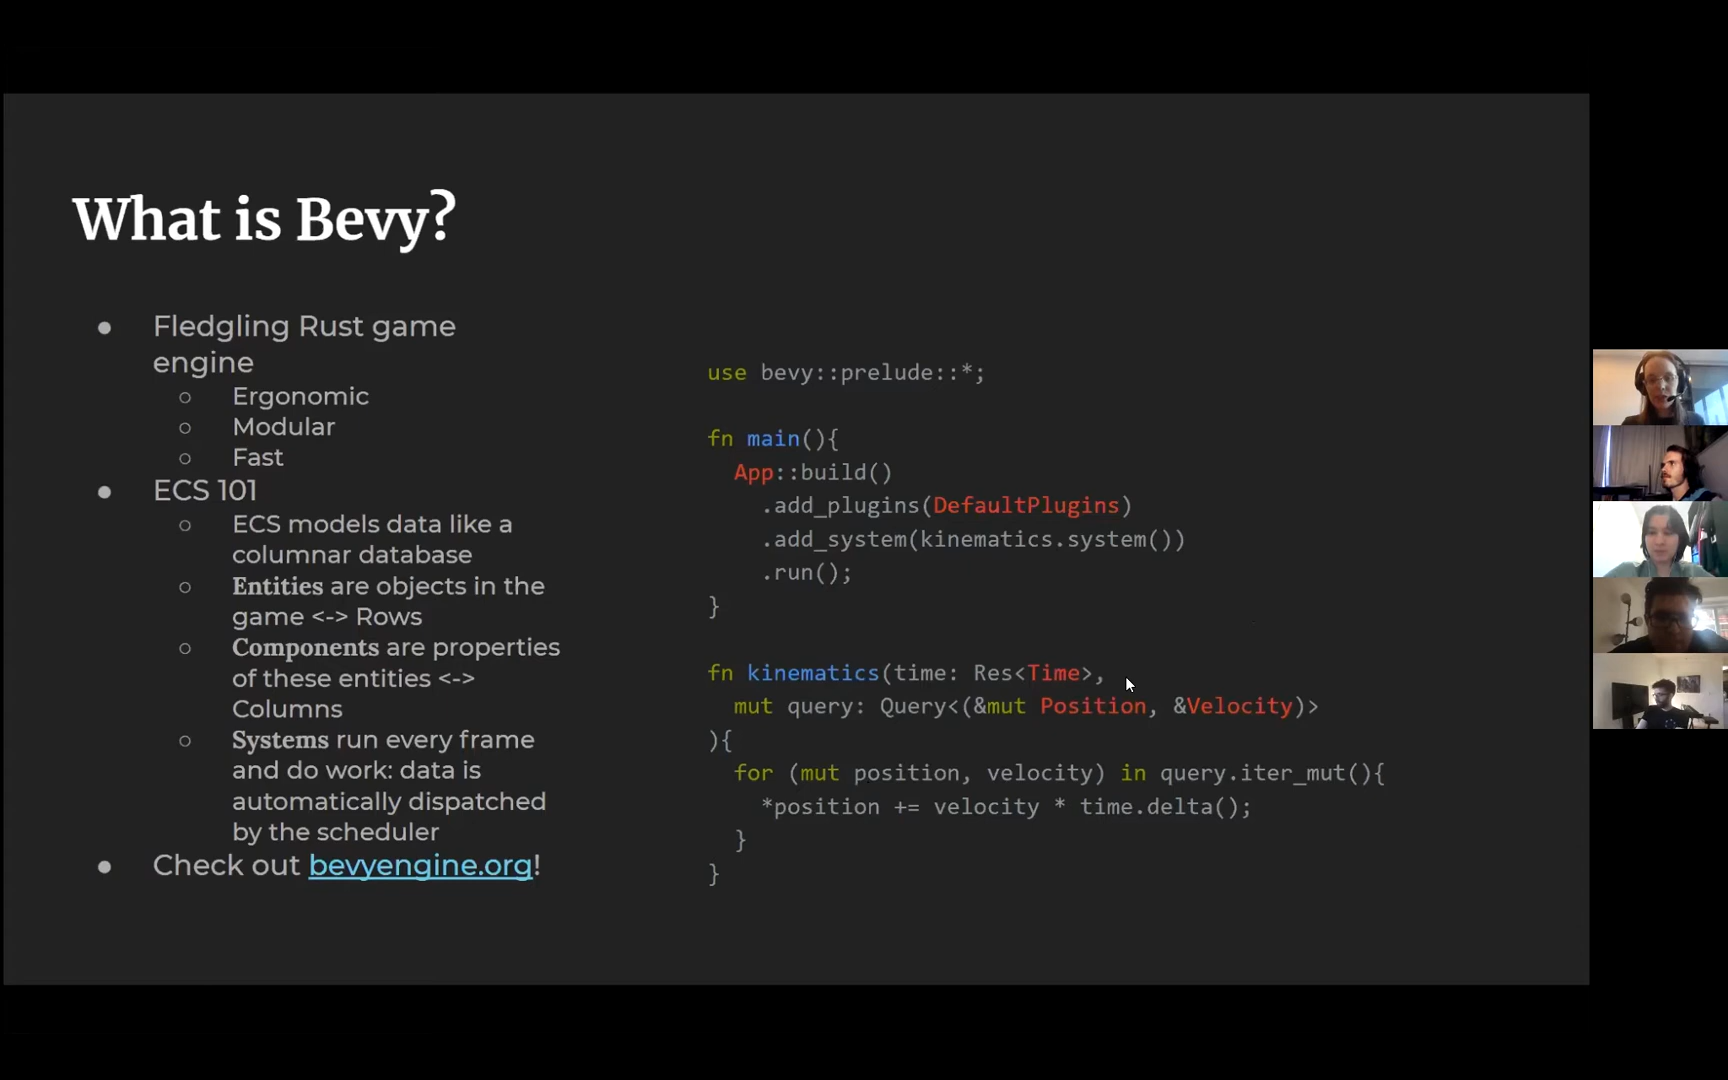 What is Bevy?
● Fledgling Rust game
engine
○ Ergonomic
○ Modular
○ Fast
● ECS 101
○ ECS models data like a
columnar database
○ Entities are objects in the
game <-> Rows
○ Components are properties
of these entities <->
Columns
○ Systems run every frame
and do work: data is
automatically dispatched
by the scheduler
● Check out bevyengine.org!
use bevy::prelude::*;
fn main(){
  App::build()
    .add_plugins(DefaultPlugins)
    .add_system(kinematics.system())
    .run();
}
fn kinematics(time: Res<Time>,
  mut query: Query<(&mut Position, &Velocity)>
){
  for (mut position, velocity) in query.iter_mut(){
    *position += velocity * time.delta();
  }
}